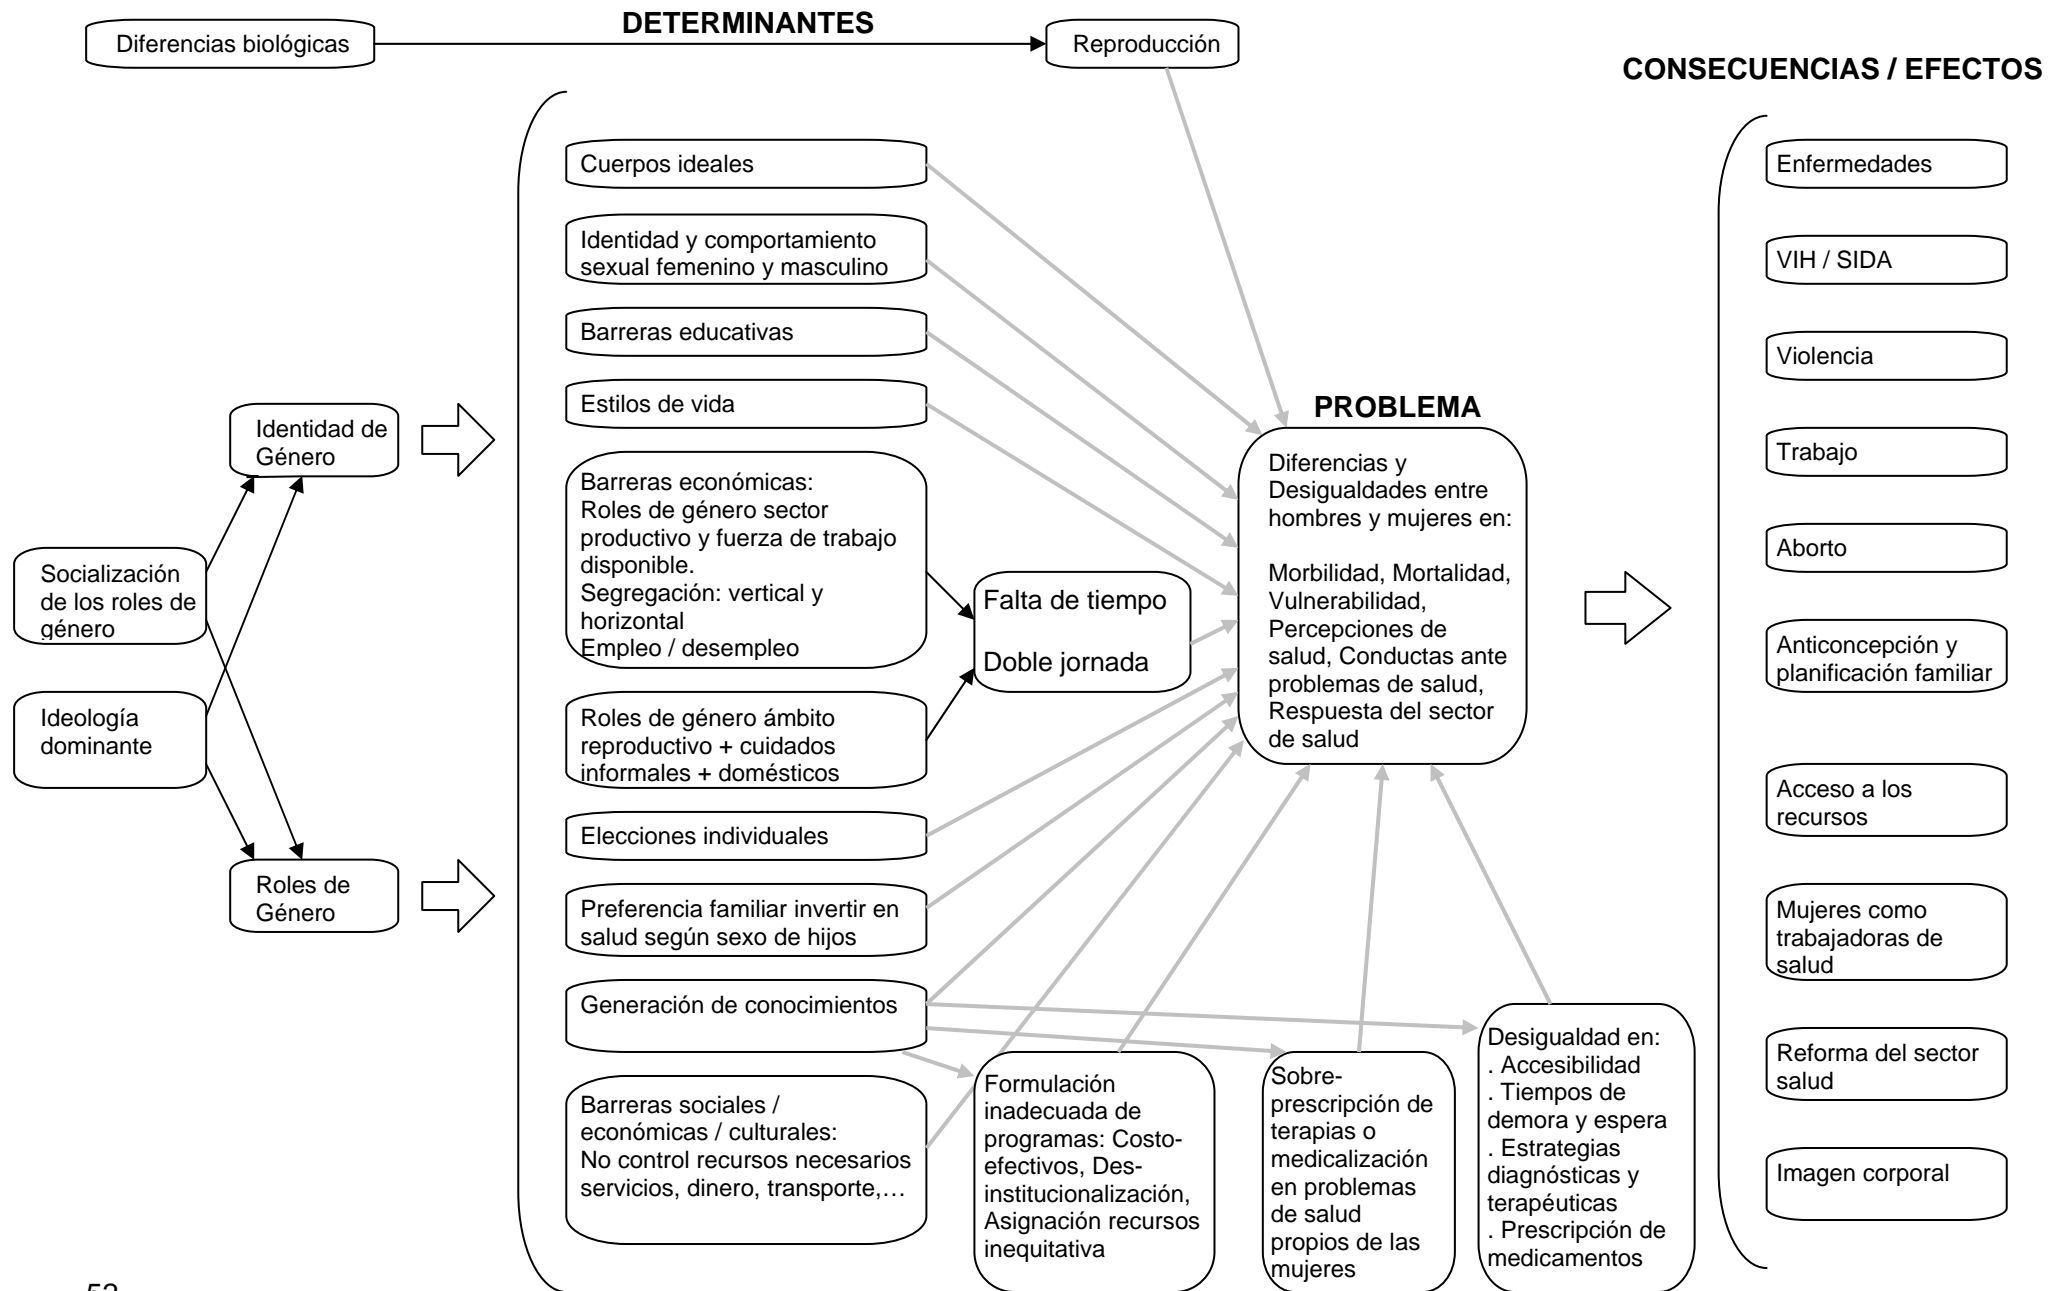 DETERMINANTES
Diferencias biológicas
Reproducción
CONSECUENCIAS / EFECTOS
Socialización
de los roles de
género
Ideología
dominante
Identidad de
Género
Roles de
Género
Cuerpos ideales
Identidad y comportamiento
sexual femenino y masculino
Barreras educativas
Estilos de vida
Barreras económicas:
Roles de género sector
productivo y fuerza de trabajo
disponible.
Segregación: vertical y
horizontal
Empleo / desempleo
Roles de género ámbito
reproductivo + cuidados
informales + domésticos
Elecciones individuales
Preferencia familiar invertir en
salud según sexo de hijos
Generación de conocimientos
Barreras sociales /
económicas / culturales:
No control recursos necesarios
servicios, dinero, transporte,…
Falta de tiempo
Doble jornada
Formulación
inadecuada de
programas: Costo-
efectivos, Des-
institucionalización,
Asignación recursos
inequitativa
Sobre-
prescripción de
terapias o
medicalización
en problemas
de salud
propios de las
mujeres
Desigualdad en:
. Accesibilidad
. Tiempos de
demora y espera
. Estrategias
diagnósticas y
terapéuticas
. Prescripción de
medicamentos
PROBLEMA
Diferencias y
Desigualdades entre
hombres y mujeres en:
Morbilidad, Mortalidad,
Vulnerabilidad,
Percepciones de
salud, Conductas ante
problemas de salud,
Respuesta del sector
de salud
Enfermedades
VIH / SIDA
Violencia
Trabajo
Aborto
Anticoncepción y
planificación familiar
Acceso a los
recursos
Mujeres como
trabajadoras de
salud
Reforma del sector
salud
Imagen corporal